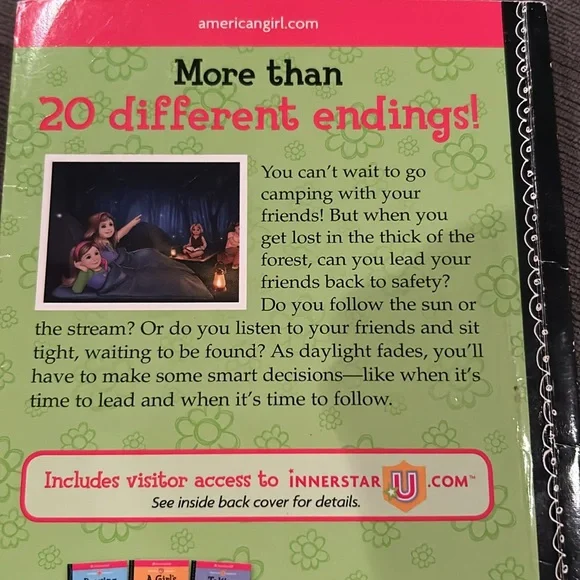 americangirl.com
More than
20 different endings!
You can't wait to go
camping with your
friends! But when you
get lost in the thick of the
forest, can you lead your
friends back to safety?
Do you follow the sun or
the stream? Or do you listen to your friends and sit
tight, waiting to be found? As daylight fades, you'll
have to make some smart decisions—like when it's
time to lead and when it's time to follow.
Includes visitor access to INNERSTAR U .COM™
See inside back cover for details.
A Girl's